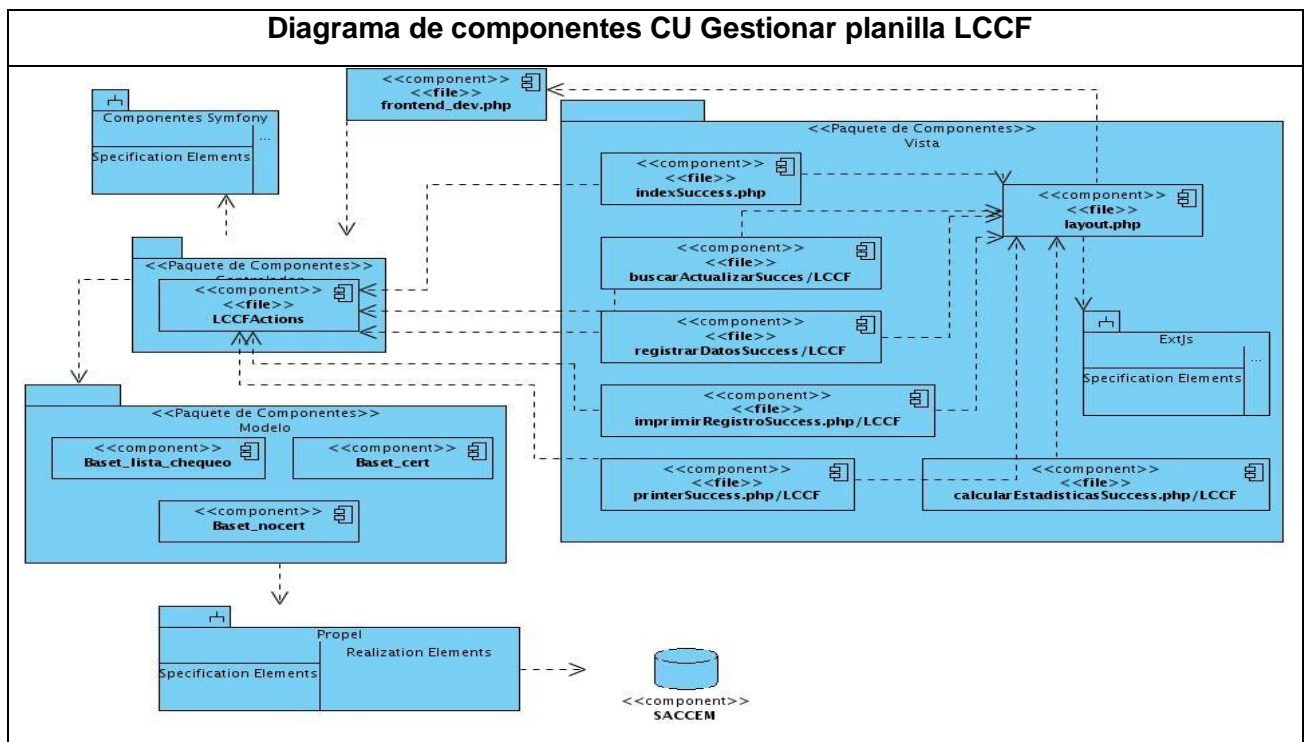 Diagrama de componentes CU Gestionar planilla LCCF
<<component>>
<<file>>
frontend_dev.php
Componentes Symfony
...
Specification Elements
<<Paquete de Componentes>>
Vista
<<component>>
<<file>>
indexSuccess.php
<<component>>
<<file>>
layout.php
<<component>>
<<file>>
buscarActualizarSucces/LCCF
<<Paquete de Componentes>>
Controlador
<<component>>
<<file>>
LCCFActions
<<component>>
<<file>>
registrarDatosSuccess/LCCF
ExtJs
...
Specification Elements
<<component>>
<<file>>
imprimirRegistroSuccess.php/LCCF
<<Paquete de Componentes>>
Modelo
<<component>>
Baset_lista_chequeo
<<component>>
Baset_cert
<<component>>
<<file>>
printerSuccess.php/LCCF
<<component>>
<<file>>
calcularEstadisticasSuccess.php/LCCF
<<component>>
Baset_nocert
Propel
Realization Elements
Specification Elements
<<component>>
SACCEM